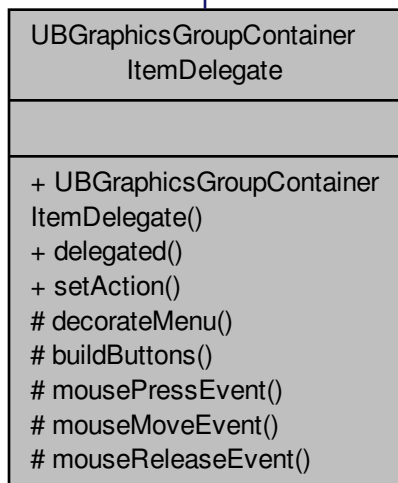 UBGraphicsGroupContainer
ItemDelegate
+ UBGraphicsGroupContainer
ItemDelegate()
+ delegated()
+ setAction()
# decorateMenu()
# buildButtons()
# mousePressEvent()
# mouseMoveEvent()
# mouseReleaseEvent()